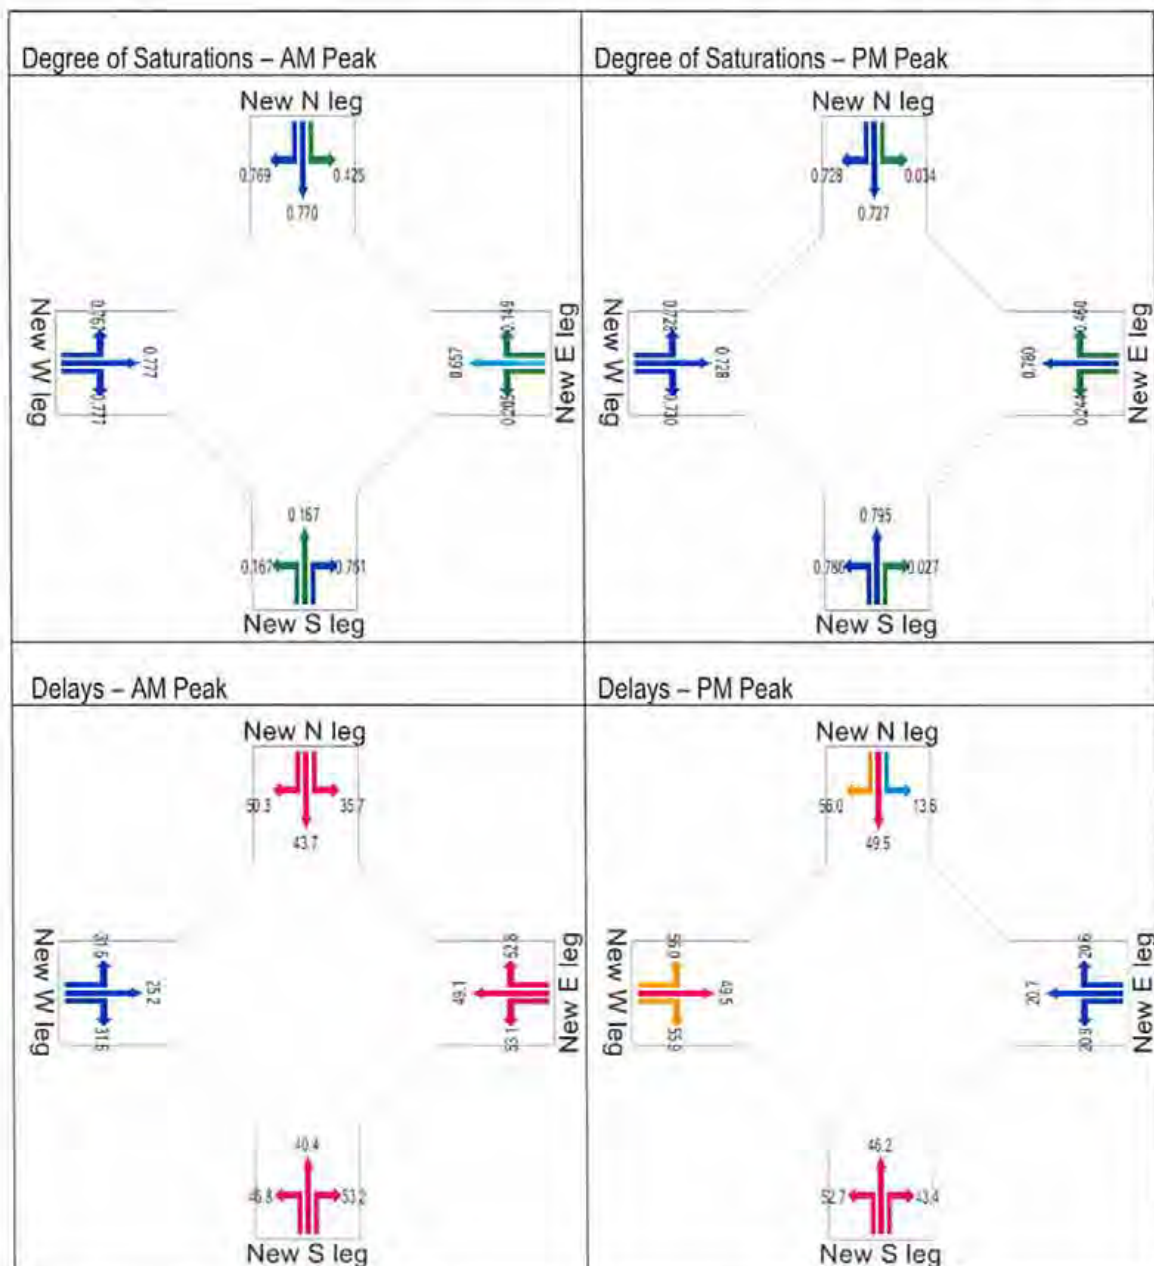 Degree of Saturations – AM Peak
New N leg
0.769
0.425
0.770
New W leg
0.777
0.777
0.149
0.657
0.205
New E leg
0.167
0.167
0.761
New S leg
Degree of Saturations – PM Peak
New N leg
0.728
0.034
0.727
New W leg
0.728
0.728
0.730
0.460
0.780
New E leg
0.795
0.027
New S leg
Delays – AM Peak
New N leg
50.3
35.7
43.7
New W leg
31.6
25.2
31.6
52.8
49.1
53.1
New E leg
40.4
46.8
53.2
New S leg
Delays – PM Peak
New N leg
56.0
13.6
49.5
New W leg
49.5
55.9
20.6
20.7
20.9
New E leg
46.2
52.7
43.4
New S leg